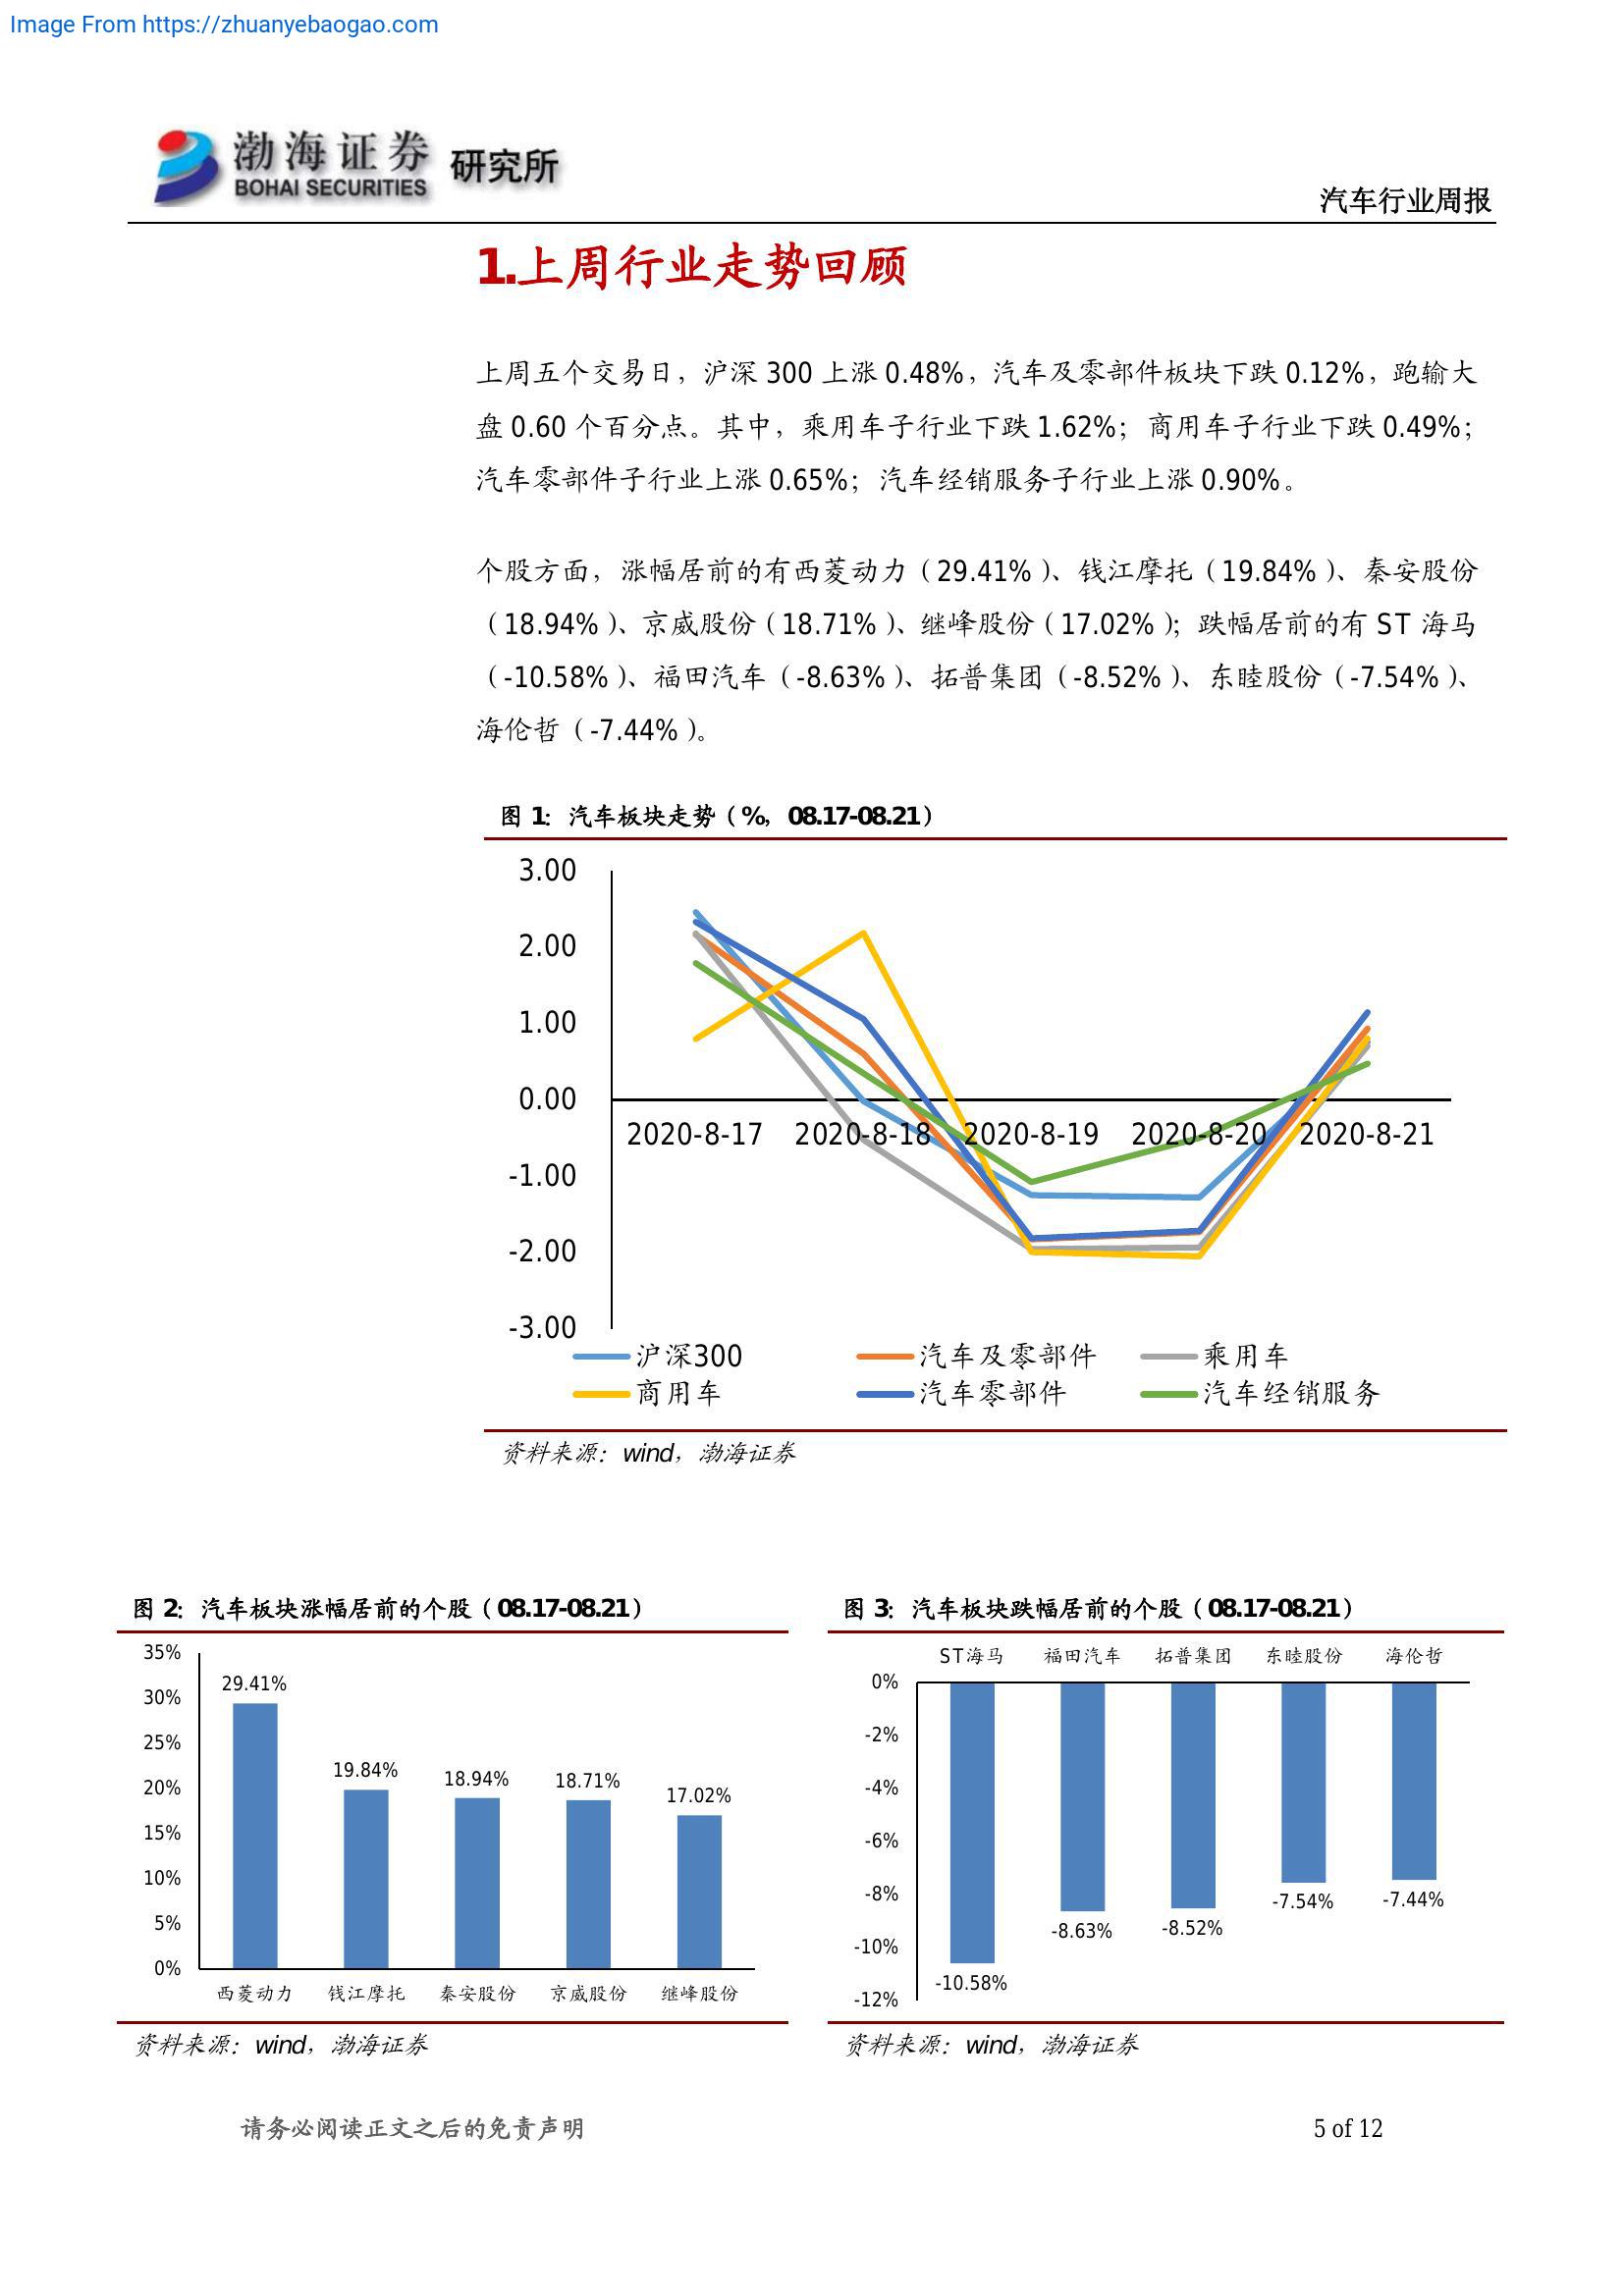 Image From https://zhuanyebaogao.com
渤海证券 研究所
BOHAI SECURITIES
汽车行业周报
1.上周行业走势回顾
上周五个交易日，沪深 300 上涨 0.48%，汽车及零部件板块下跌 0.12%，跑输大
盘 0.60 个百分点。其中，乘用车子行业下跌 1.62%；商用车子行业下跌 0.49%；
汽车零部件子行业上涨 0.65%；汽车经销服务子行业上涨 0.90%。
个股方面，涨幅居前的有西菱动力（29.41%）、钱江摩托（19.84%）、秦安股份
（18.94%）、京威股份（18.71%）、继峰股份（17.02%）；跌幅居前的有 ST 海马
（-10.58%）、福田汽车（-8.63%）、拓普集团（-8.52%）、东睦股份（-7.54%）、
海伦哲（-7.44%）。
图 1：汽车板块走势（%，08.17-08.21）
3.00
2.00
1.00
0.00
-1.00
-2.00
-3.00
2020-8-17 2020-8-18 2020-8-19 2020-8-20 2020-8-21
沪深300 汽车及零部件 乘用车
商用车 汽车零部件 汽车经销服务
资料来源：wind，渤海证券
图 2：汽车板块涨幅居前的个股（08.17-08.21）
35%
30%
25%
20%
15%
10%
5%
0%
29.41%
19.84%
18.94%
18.71%
17.02%
西菱动力 钱江摩托 秦安股份 京威股份 继峰股份
资料来源：wind，渤海证券
图 3：汽车板块跌幅居前的个股（08.17-08.21）
ST海马 福田汽车 拓普集团 东睦股份 海伦哲
0%
-2%
-4%
-6%
-8%
-10%
-12%
-10.58%
-8.63%
-8.52%
-7.54%
-7.44%
资料来源：wind，渤海证券
请务必阅读正文之后的免责声明
5 of 12